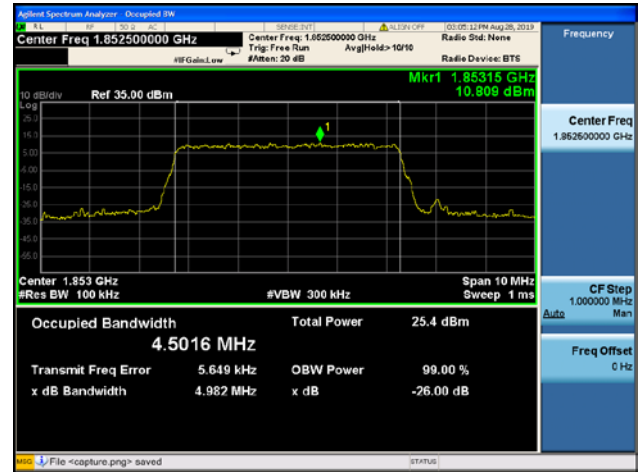 Agilent Spectrum Analyzer Occupied BW
RL RF 50 Ω AC SENSE:INT ALIGN OFF 03:05:12 PM Aug 28, 2019
Center Freq 1.852500000 GHz Center Freq: 1.852500000 GHz Radio Std: None
Trig: Free Run Avg|Hold:> 10/10
#IFGain:Low #Atten: 20 dB Radio Device: BTS
Mkr1 1.85315 GHz
10 dB/div Ref 35.00 dBm 10.809 dBm
Log
25.0
15.0
5.00
-5.00
-15.0
-25.0
-35.0
-45.0
-55.0
1
Center 1.853 GHz Span 10 MHz
#Res BW 100 kHz #VBW 300 kHz Sweep 1 ms
Occupied Bandwidth Total Power 25.4 dBm
4.5016 MHz
Transmit Freq Error 5.649 kHz OBW Power 99.00 %
x dB Bandwidth 4.982 MHz x dB -26.00 dB
MSG File <capture.png> saved STATUS
Frequency
Center Freq
1.852500000 GHz
CF Step
1.000000 MHz
Auto Man
Freq Offset
0 Hz